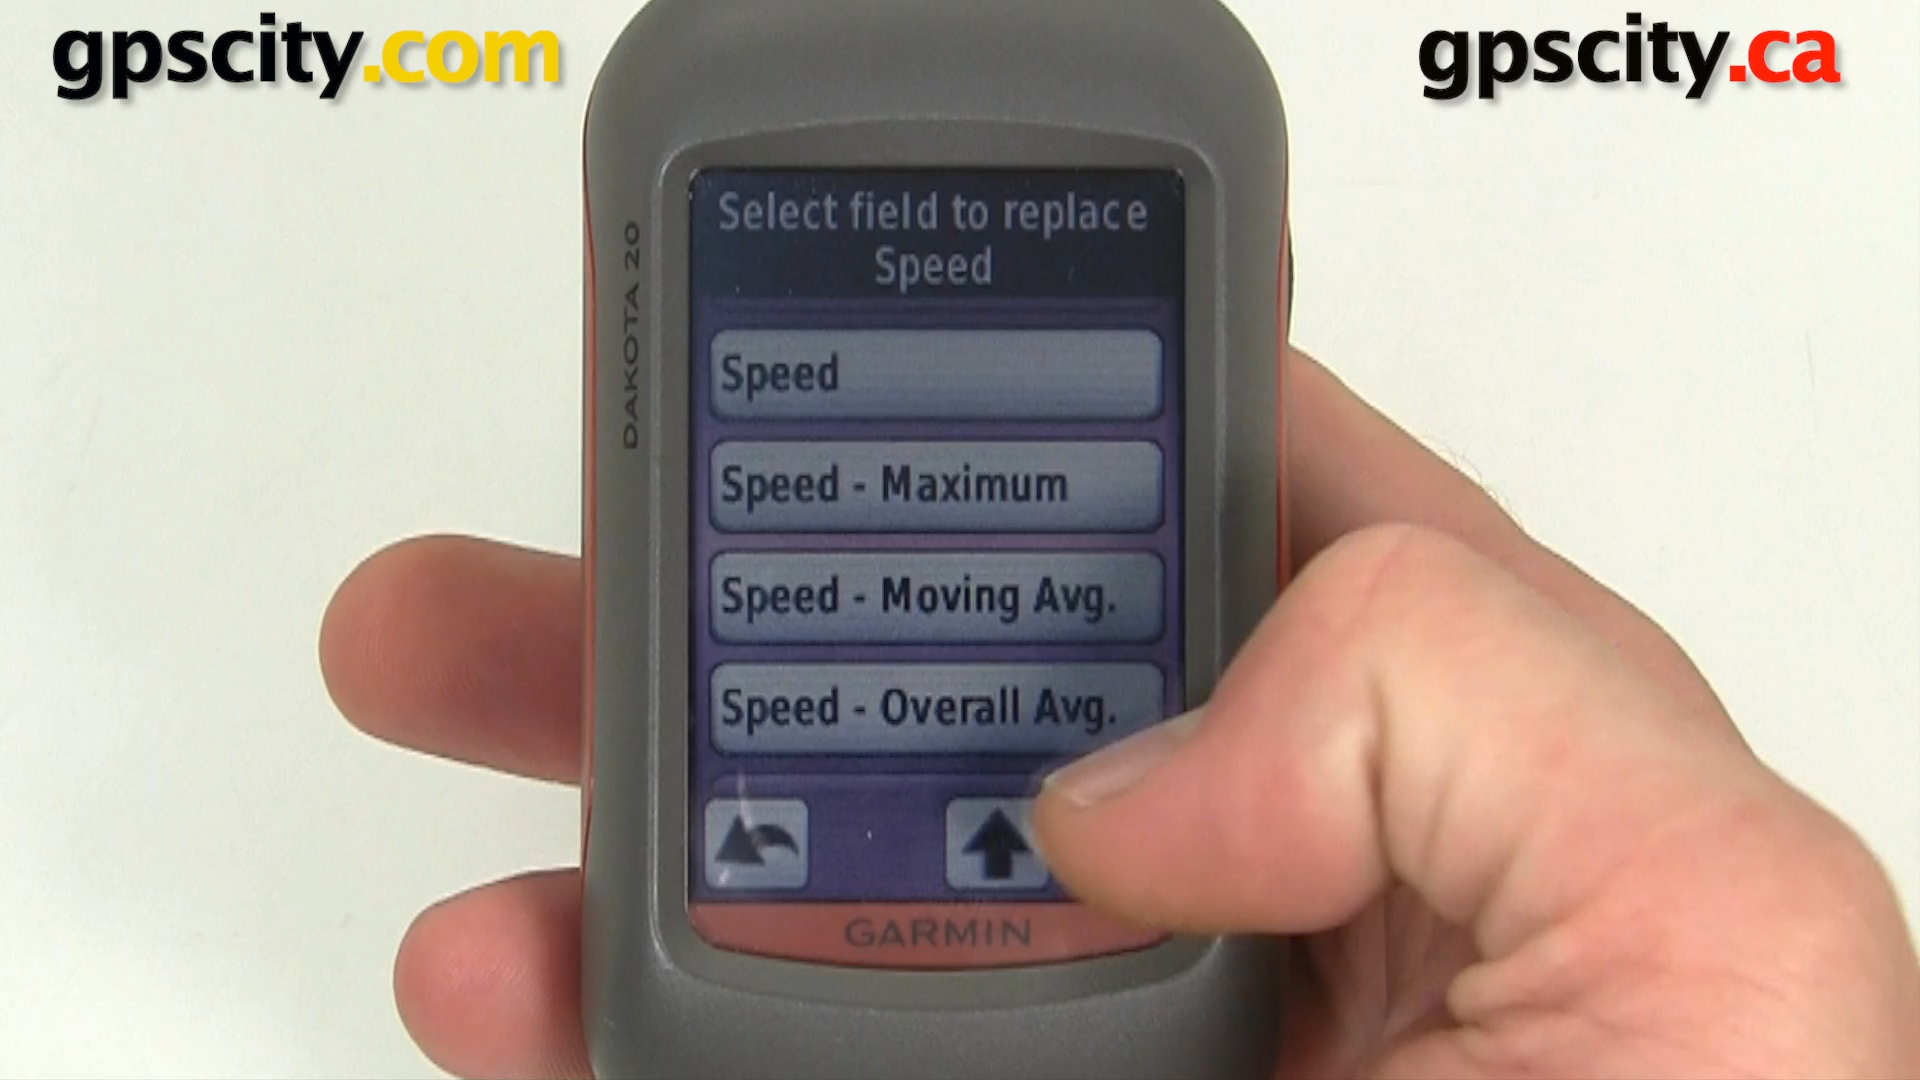 gpscity.com
gpscity.ca
DAKOTA 20
Select field to replace
Speed
Speed
Speed - Maximum
Speed - Moving Avg.
Speed - Overall Avg.
GARMIN